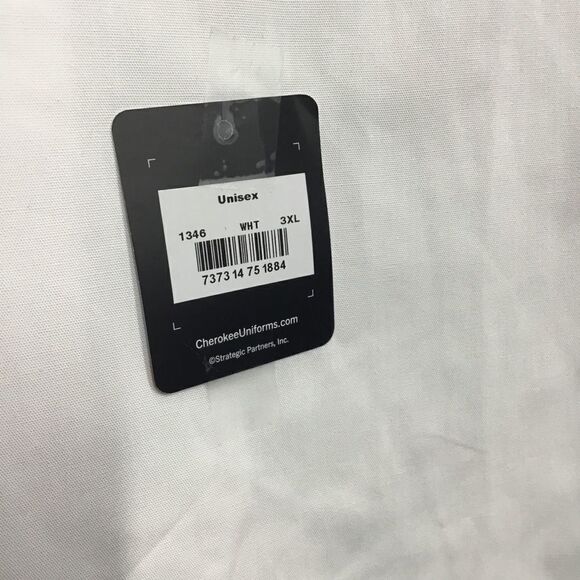 Unisex
1346 WHT 3XL
7373 14 75 1884
CherokeeUniforms.com
©Strategic Partners, Inc.